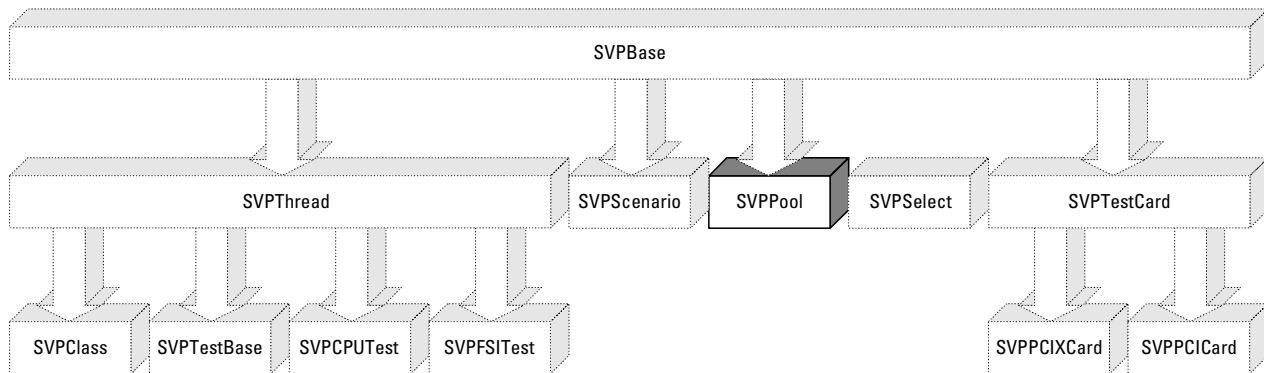 SVPBase
SVPThread SVPScenario SVPPool SVPSelect SVPTestCard
SVPClass SVPTestBase SVPCPUTest SVPFSITest SVPPCIXCard SVPPCICard